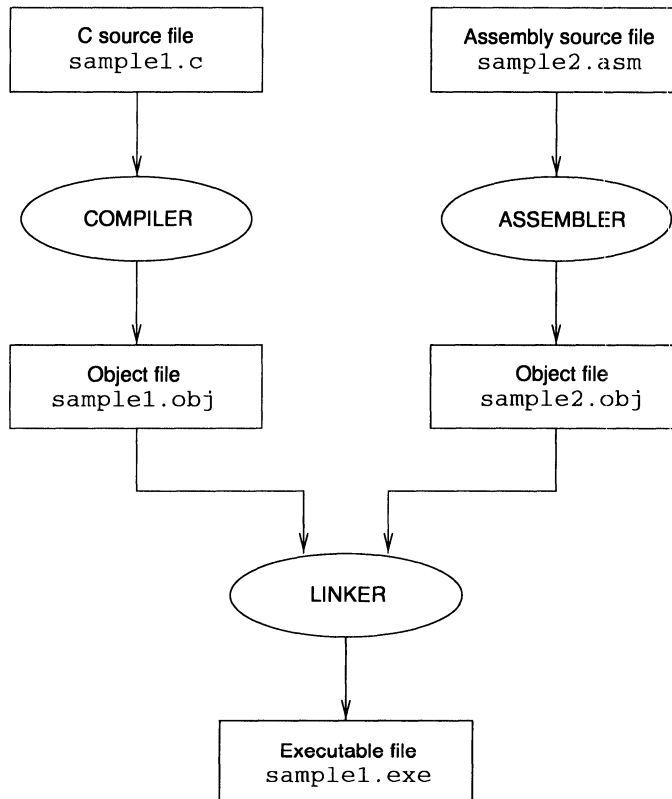 C source file
sample1.c
Assembly source file
sample2.asm
COMPILER
ASSEMBLER
Object file
sample1.obj
Object file
sample2.obj
LINKER
Executable file
sample1.exe